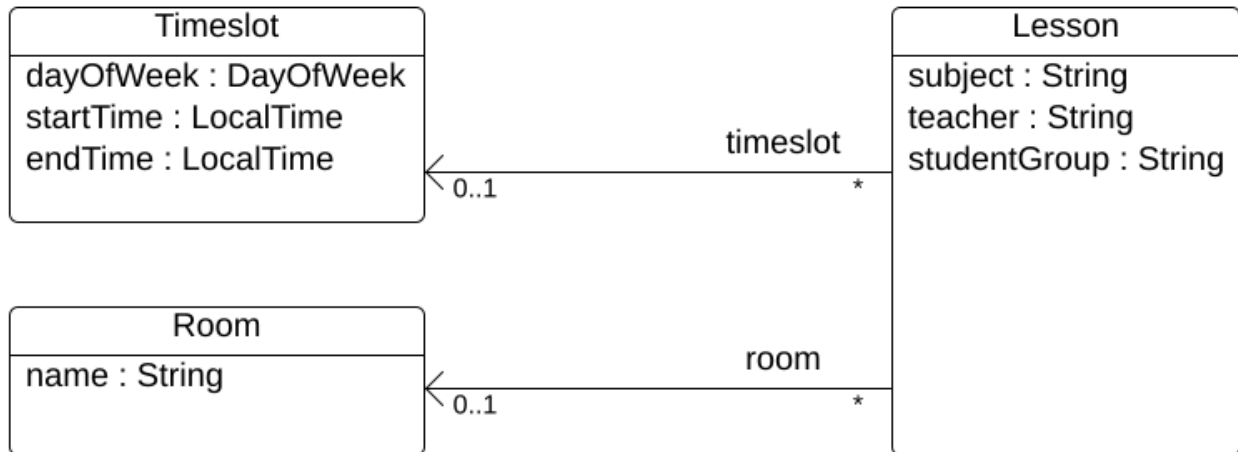 Timeslot
dayOfWeek : DayOfWeek
startTime : LocalTime
endTime : LocalTime
timeslot
0..1
*
Lesson
subject : String
teacher : String
studentGroup : String
Room
name : String
room
0..1
*